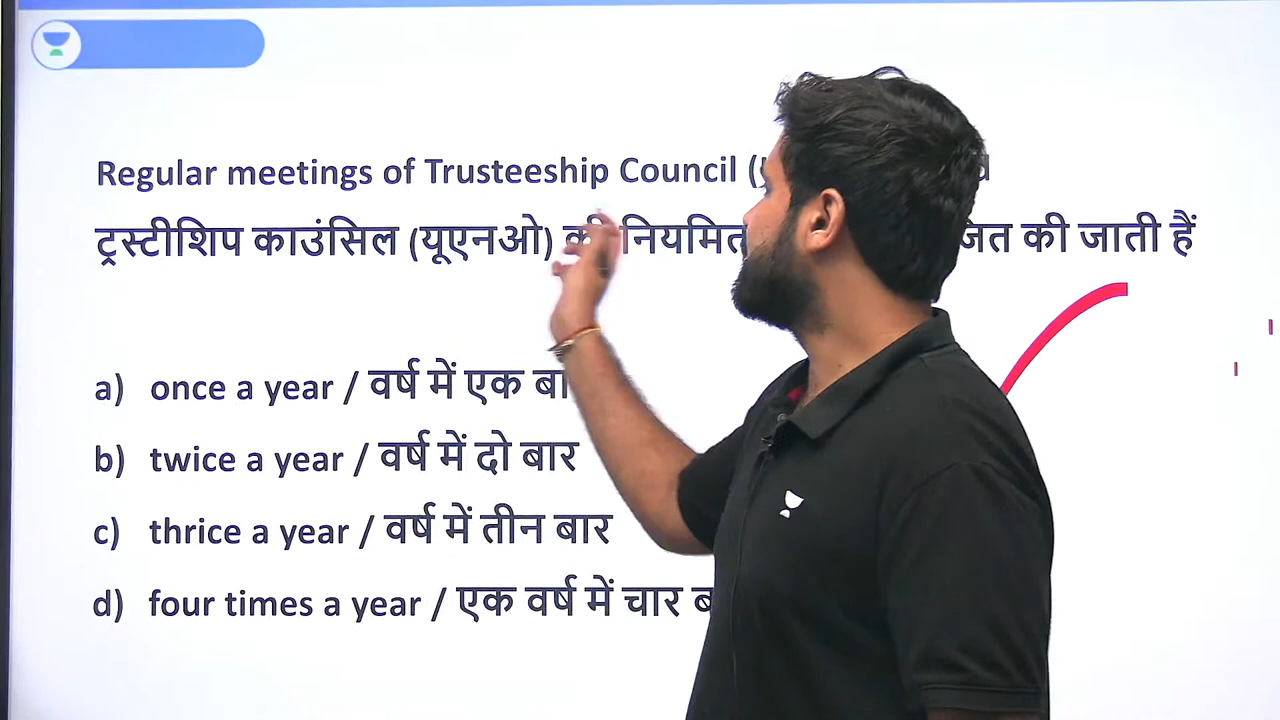 Regular meetings of Trusteeship Council (
ट्रस्टीशिप काउंसिल (यूएनओ) की नियमित की जाती हैं
a) once a year / वर्ष में एक
b) twice a year / वर्ष में दो बार
c) thrice a year / वर्ष में तीन बार
d) four times a year / एक वर्ष में चार